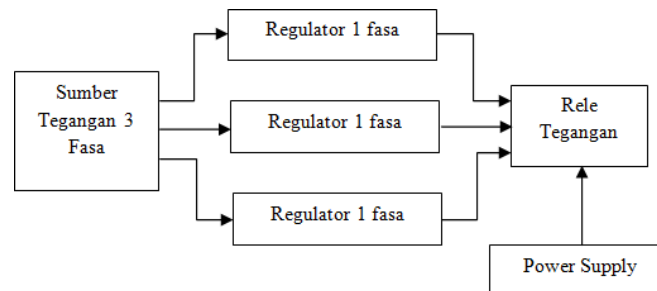 Regulator 1 fasa
Sumber
Tegangan 3
Fasa
Regulator 1 fasa
Rele
Tegangan
Regulator 1 fasa
Power Supply